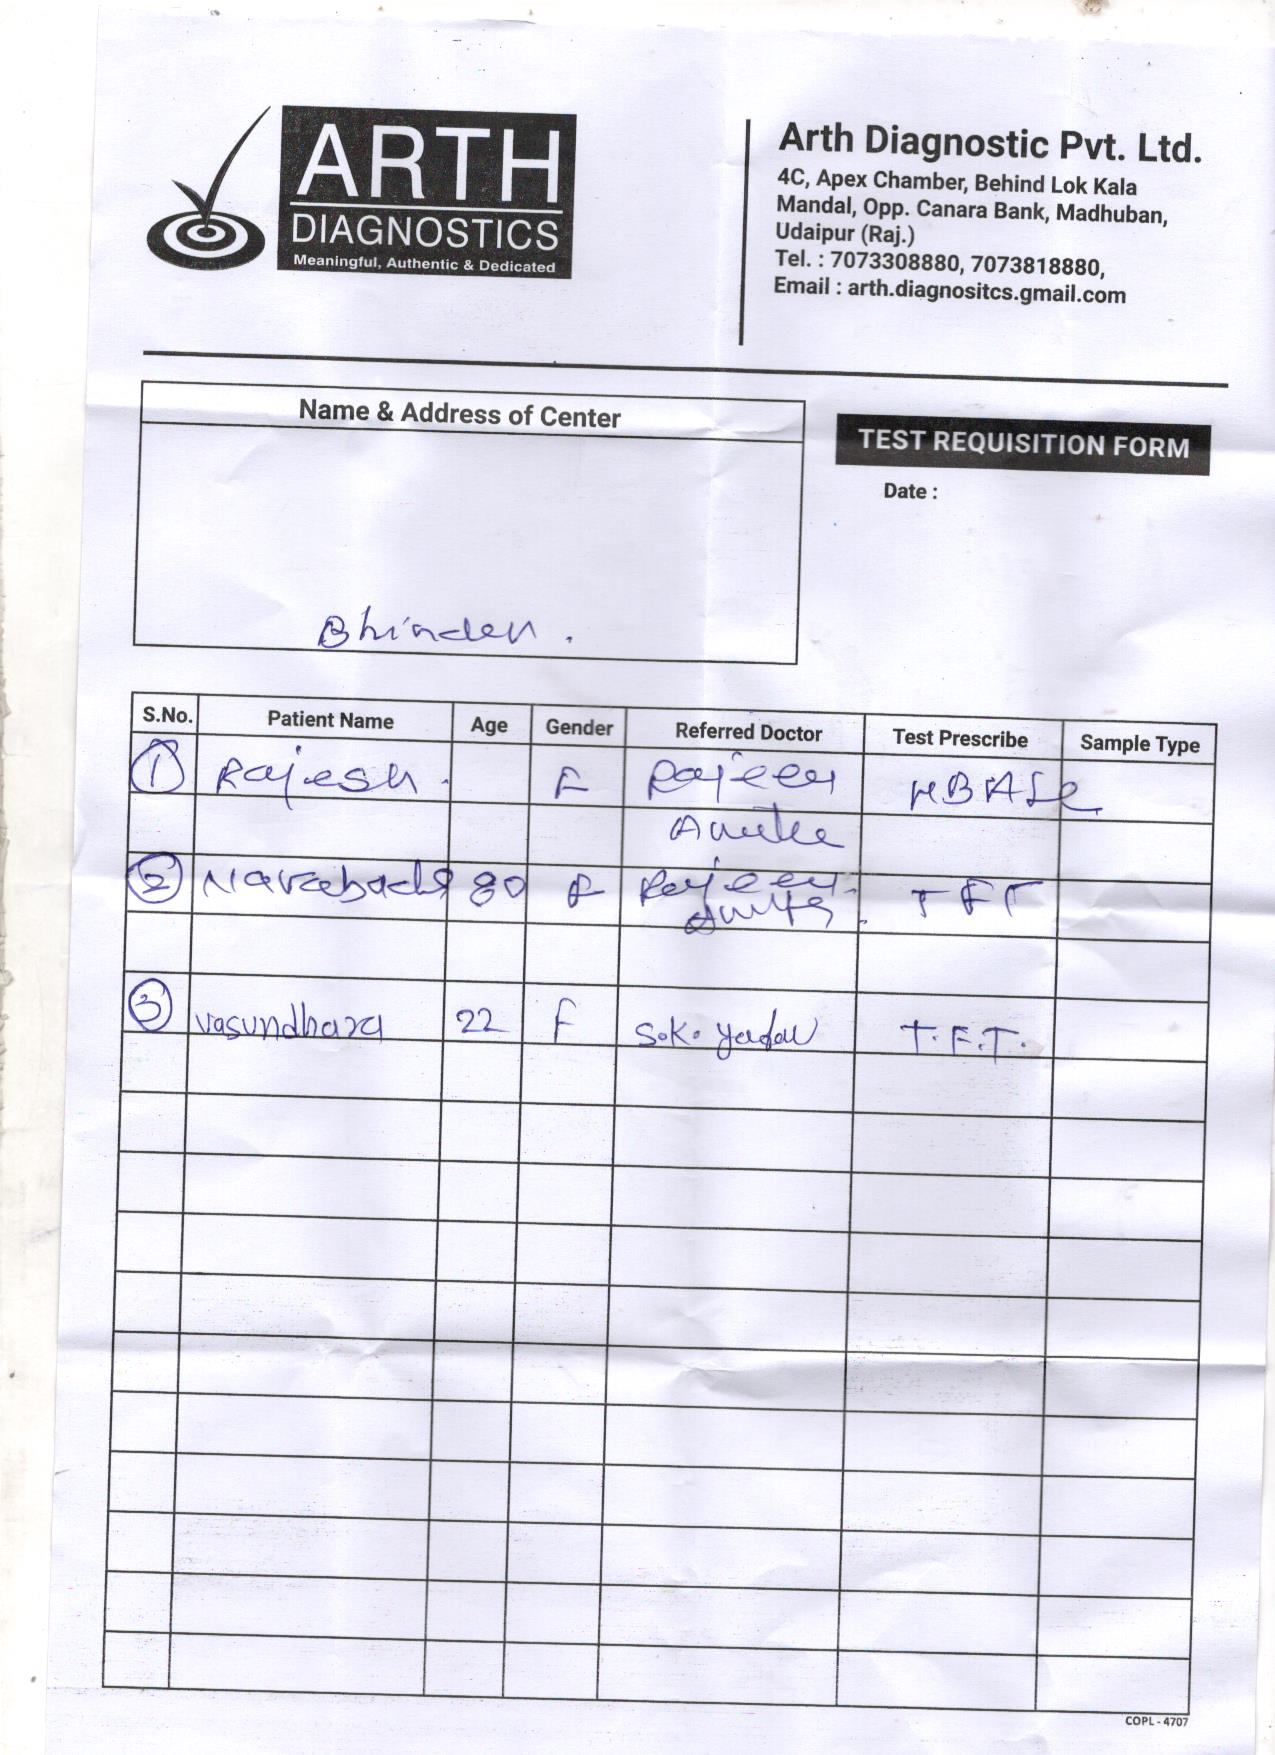 ARTH
DIAGNOSTICS
Meaningful, Authentic & Dedicated
Arth Diagnostic Pvt. Ltd.
4C, Apex Chamber, Behind Lok Kala
Mandal, Opp. Canara Bank, Madhuban,
Udaipur (Raj.)
Tel. : 7073308880, 7073818880,
Email : arth.diagnositcs.gmail.com
Name & Address of Center
TEST REQUISITION FORM
Date :
Bhinder .
S.No. Patient Name Age Gender Referred Doctor Test Prescribe Sample Type
1 Rajesh . F Rajeev
2 80 F Rajeev TFT
3 Vasundhara 22 F S.K. Yadav T.F.T.
COPL - 4707